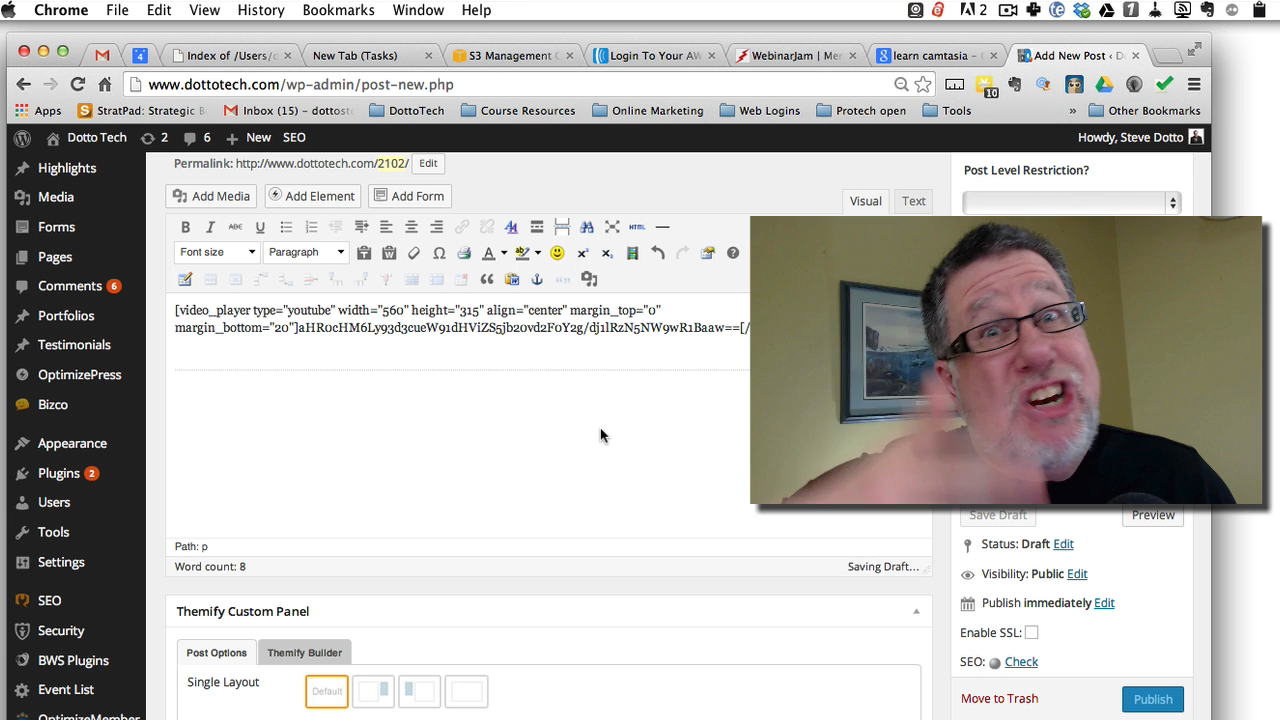 Chrome File Edit View History Bookmarks Window Help 2
Index of /Users/ New Tab (Tasks) S3 Management C Login To Your AW WebinarJam | Mer learn camtasia - G Add New Post ‹ D
www.dottotech.com/wp-admin/post-new.php 10
Apps StratPad: Strategic B Inbox (15) - dottoste DottoTech Course Resources Online Marketing Web Logins Protech open Tools » Other Bookmarks
Dotto Tech 2 6 New SEO Howdy, Steve Dotto
Highlights
Media
Forms
Pages
Comments 6
Portfolios
Testimonials
OptimizePress
Bizco
Appearance
Plugins 2
Users
Tools
Settings
SEO
Security
BWS Plugins
Event List
OptimizeMember
Permalink: http://www.dottotech.com/2102/ Edit
Add Media Add Element Add Form
Visual Text
B I ABC U HTML
Font size Paragraph
[video_player type="youtube" width="560" height="315" align="center" margin_top="0"
margin_bottom="20"]aHR0cHM6Ly93d3cueW91dHViZS5jb20vd2F0Y2g/dj1lRzN5NW9wR1Baaw==[/
Path: p
Word count: 8 Saving Draft...
Themify Custom Panel
Post Options Themify Builder
Single Layout Default
Post Level Restriction?
Save Draft Preview
Status: Draft Edit
Visibility: Public Edit
Publish immediately Edit
Enable SSL:
SEO: Check
Move to Trash Publish